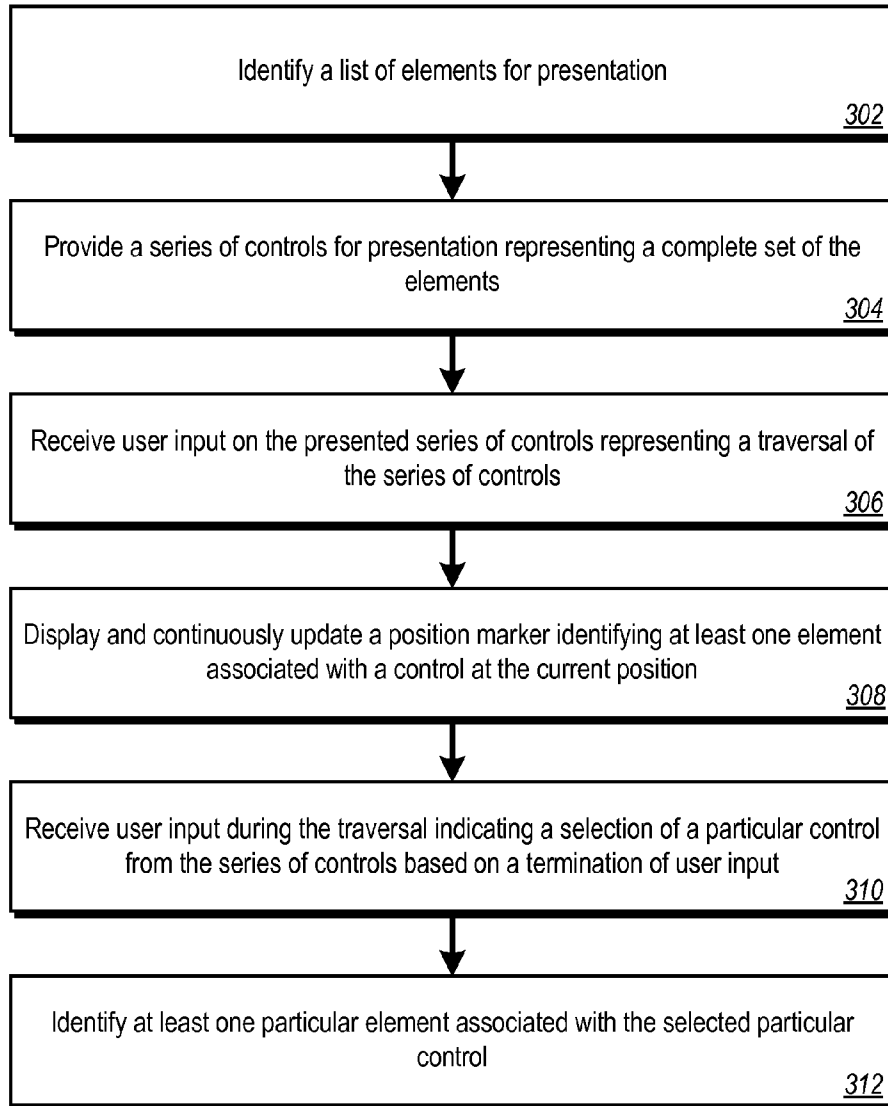 Identify a list of elements for presentation
302
Provide a series of controls for presentation representing a complete set of the
elements
304
Receive user input on the presented series of controls representing a traversal of
the series of controls
306
Display and continuously update a position marker identifying at least one element
associated with a control at the current position
308
Receive user input during the traversal indicating a selection of a particular control
from the series of controls based on a termination of user input
310
Identify at least one particular element associated with the selected particular
control
312